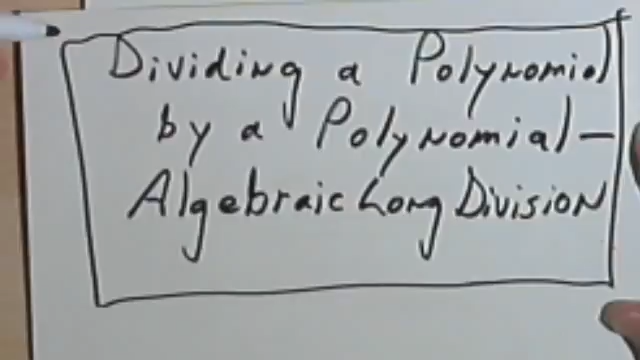 Dividing a Polynomial
by a Polynomial-
Algebraic Long Division